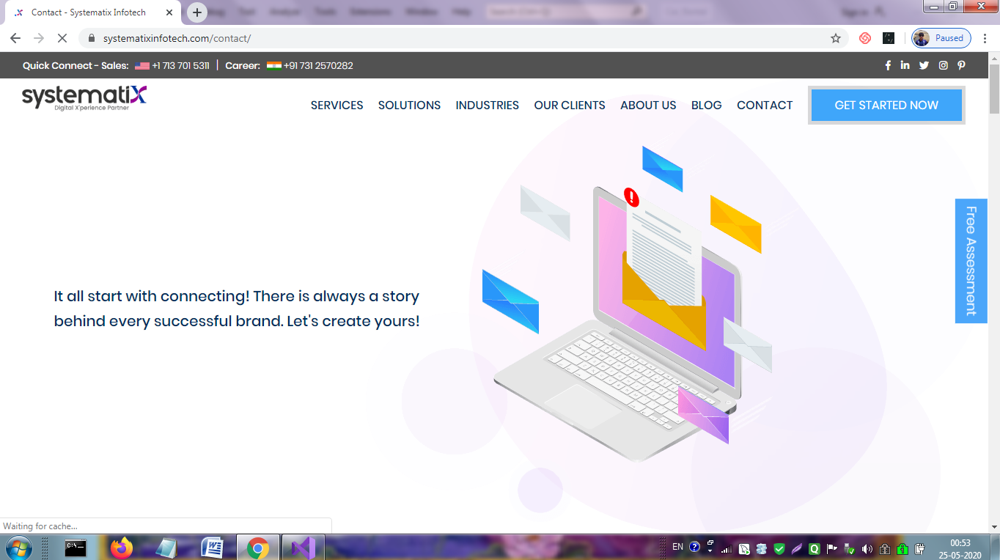 Contact - Systematix Infotech
systematixinfotech.com/contact/
Paused
Quick Connect - Sales: +1 713 701 5311 | Career: +91 731 2570282
systematiX
Digital X'perience Partner
SERVICES SOLUTIONS INDUSTRIES OUR CLIENTS ABOUT US BLOG CONTACT GET STARTED NOW
Free Assessment
It all start with connecting! There is always a story
behind every successful brand. Let's create yours!
Waiting for cache...
EN
00:53
25-05-2020